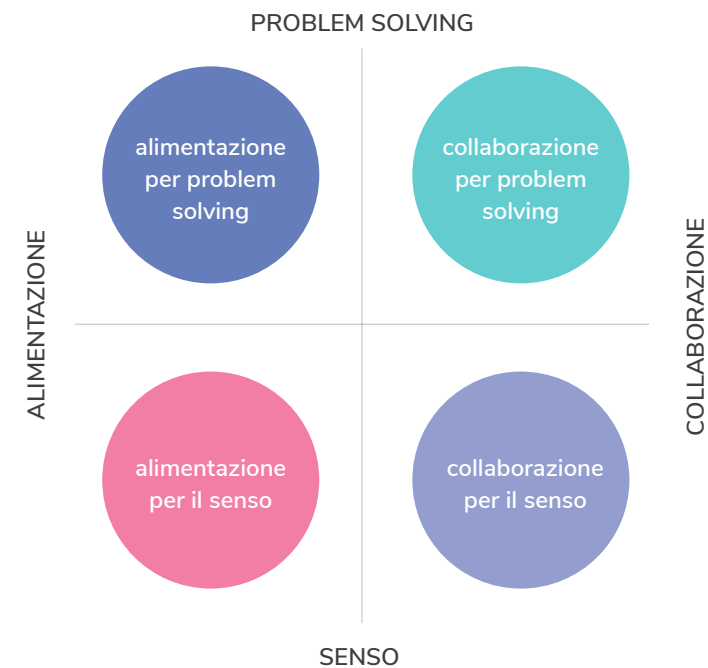 PROBLEM SOLVING
alimentazione
per problem
solving
collaborazione
per problem
solving
ALIMENTAZIONE
COLLABORAZIONE
alimentazione
per il senso
collaborazione
per il senso
SENSO